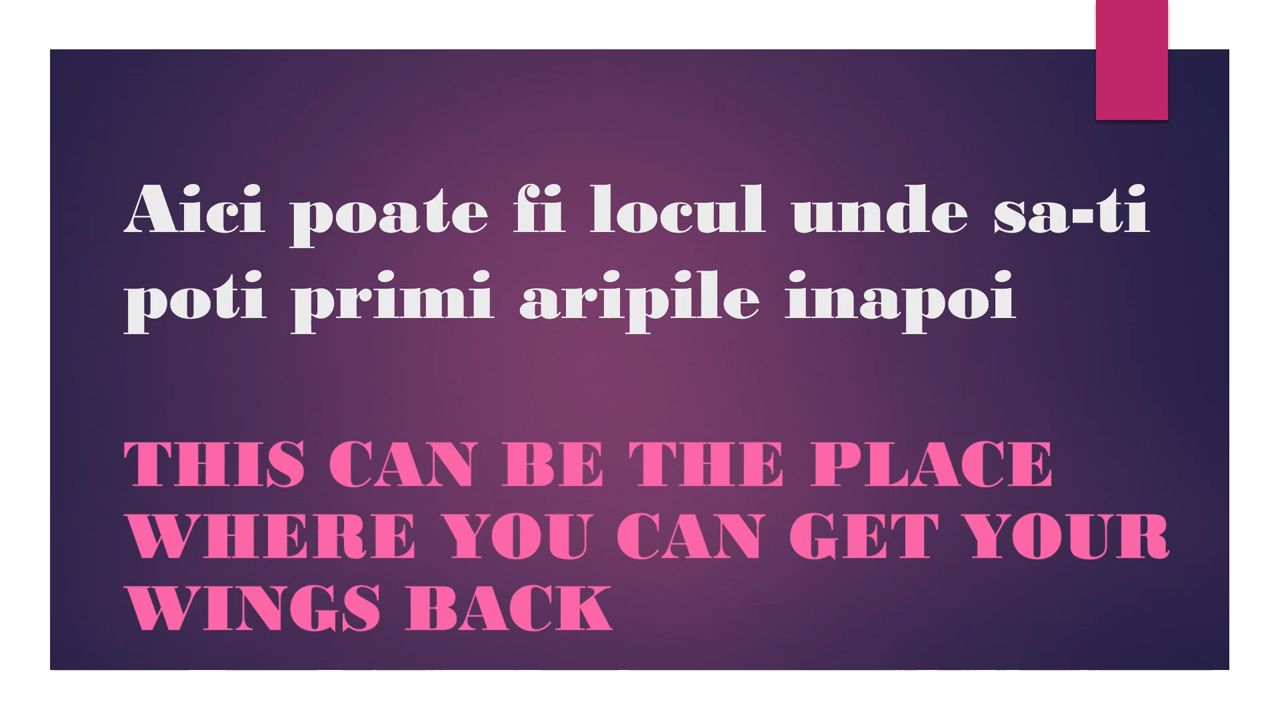 Aici poate fi locul unde sa-ti
poti primi aripile inapoi
THIS CAN BE THE PLACE
WHERE YOU CAN GET YOUR
WINGS BACK